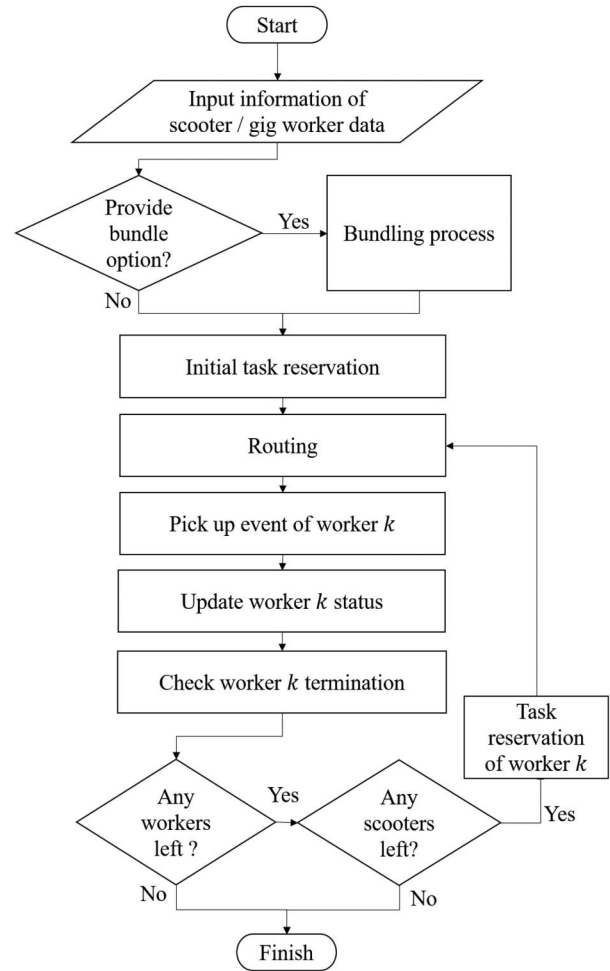 Start
Input information of
scooter / gig worker data
Provide
bundle
option?
Yes
Bundling process
No
Initial task reservation
Routing
Pick up event of worker k
Update worker k status
Check worker k termination
Task
reservation
of worker k
Any
workers
left ?
Yes
Any
scooters
left?
Yes
No
No
Finish